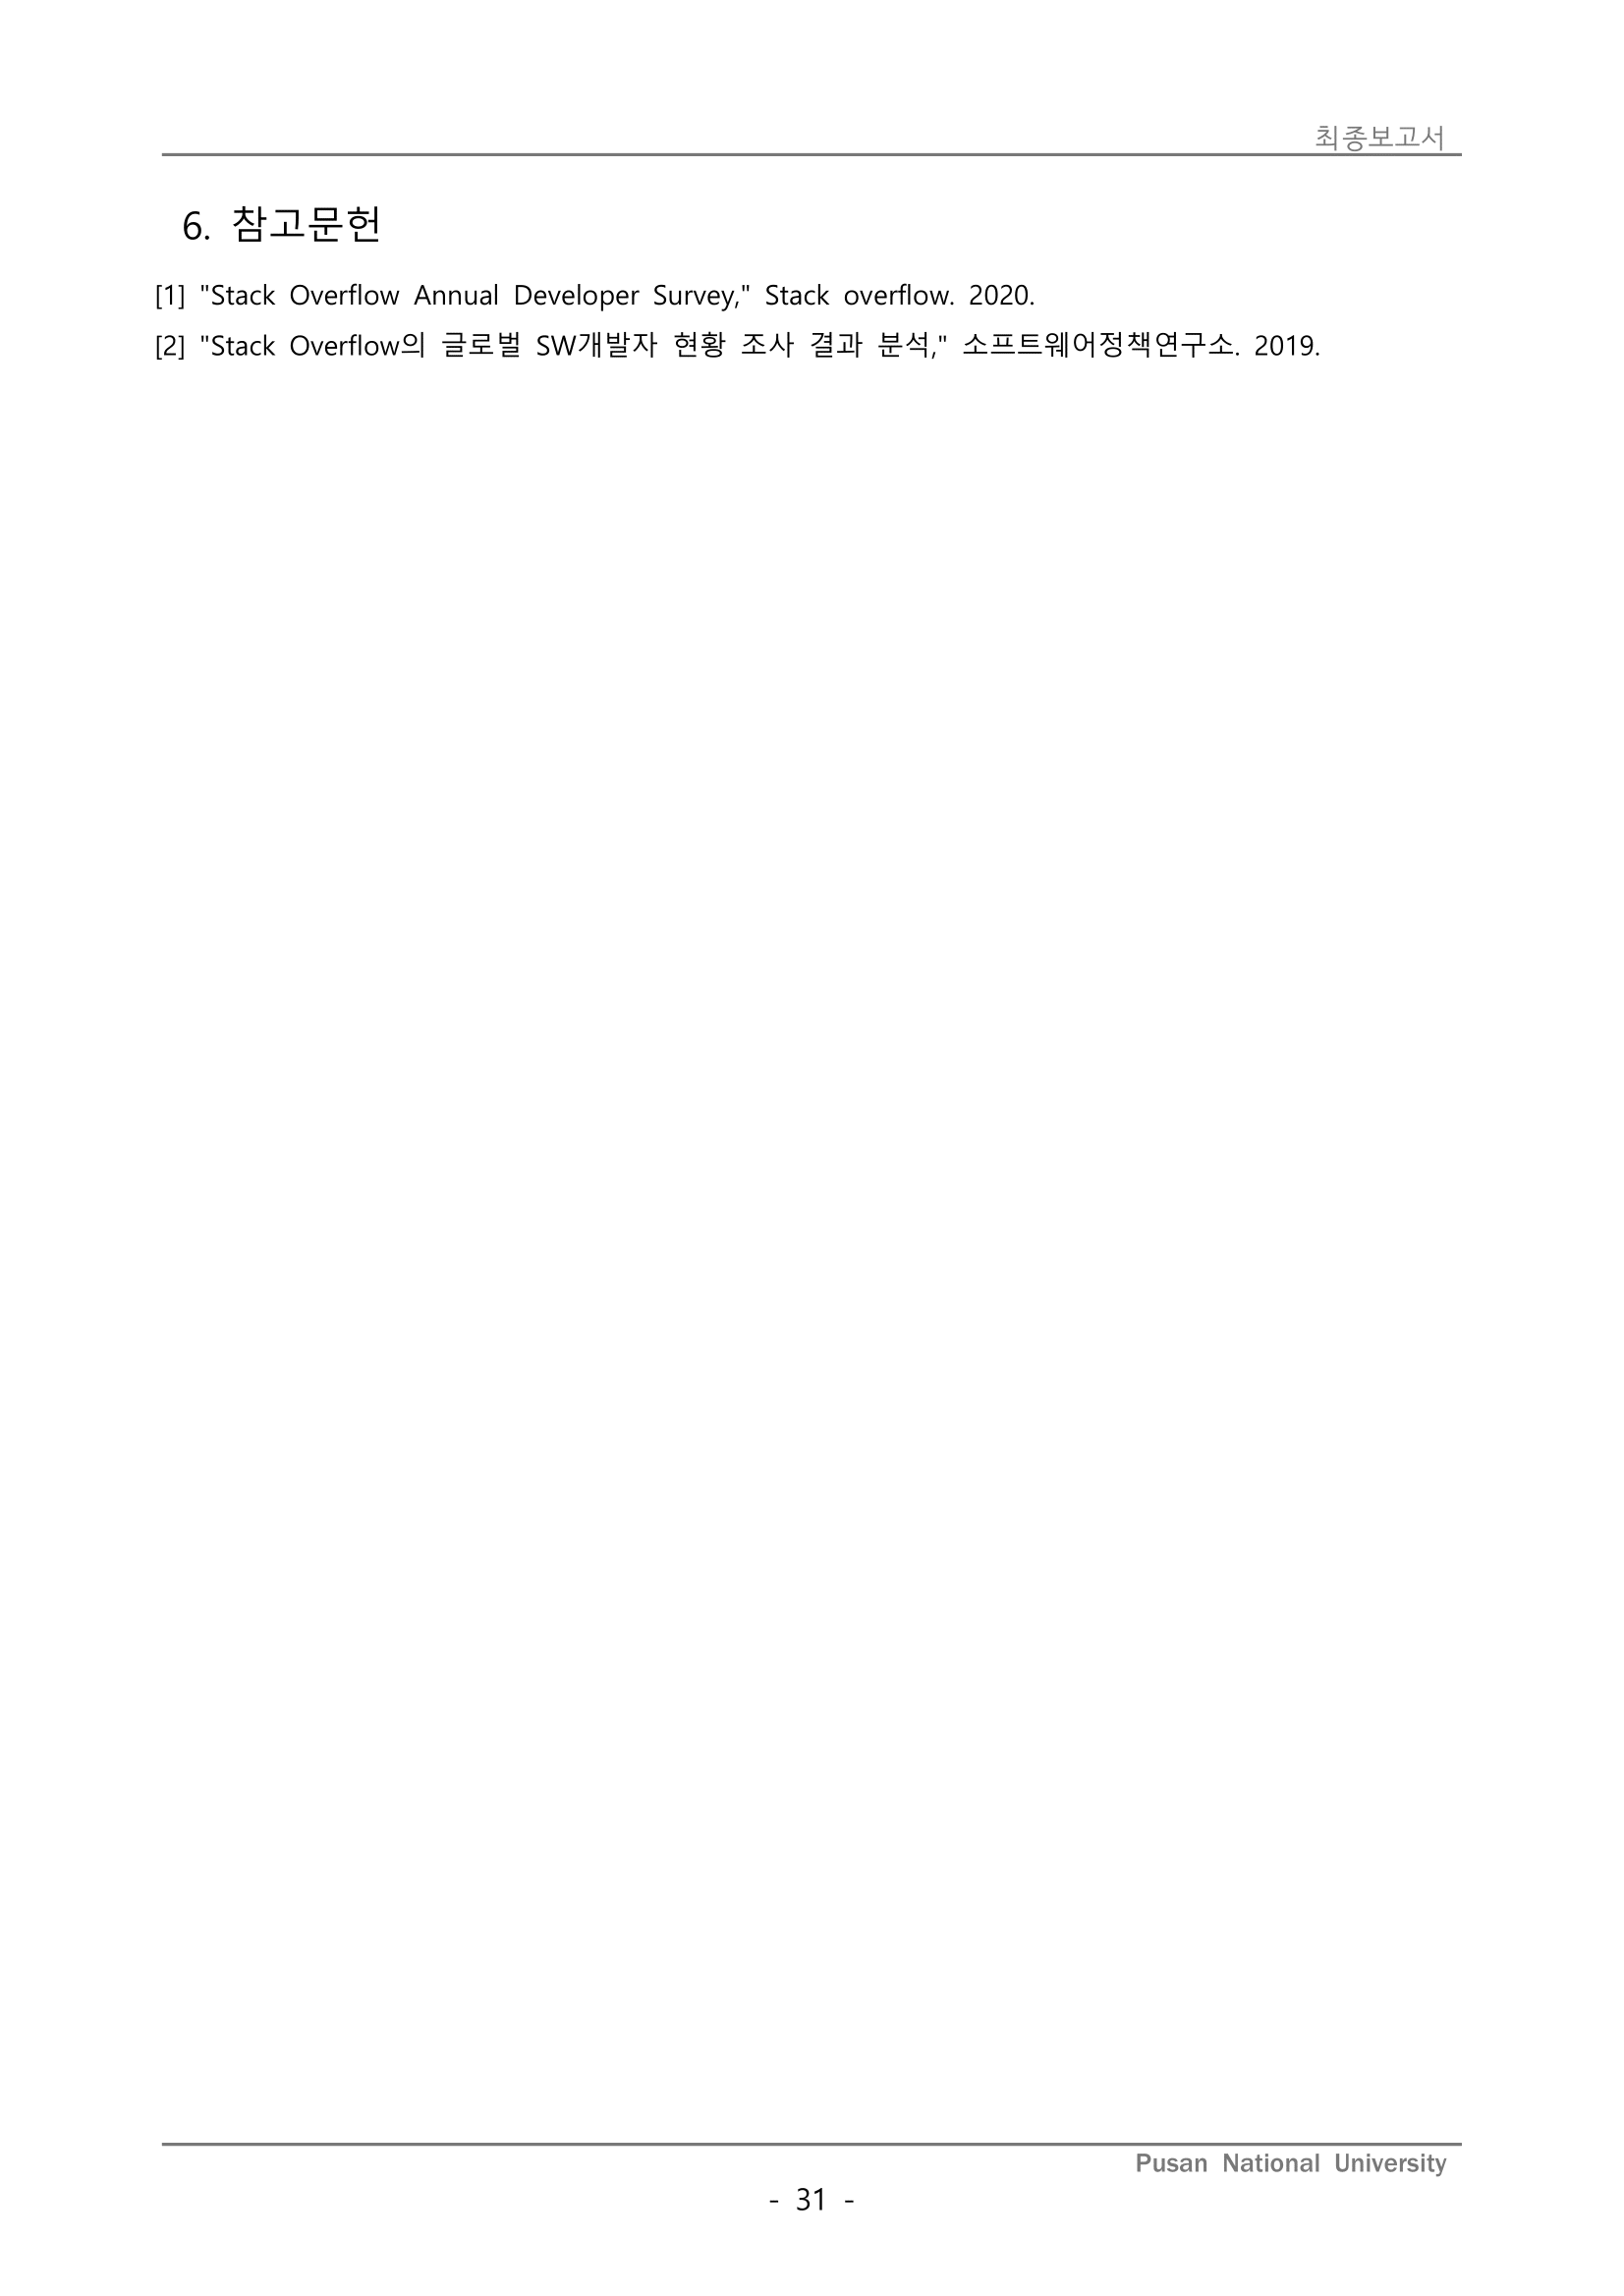 최종보고서
6. 참고문헌
[1] "Stack Overflow Annual Developer Survey," Stack overflow. 2020.
[2] "Stack Overflow의 글로벌 SW개발자 현황 조사 결과 분석," 소프트웨어정책연구소. 2019.
Pusan National University
- 31 -